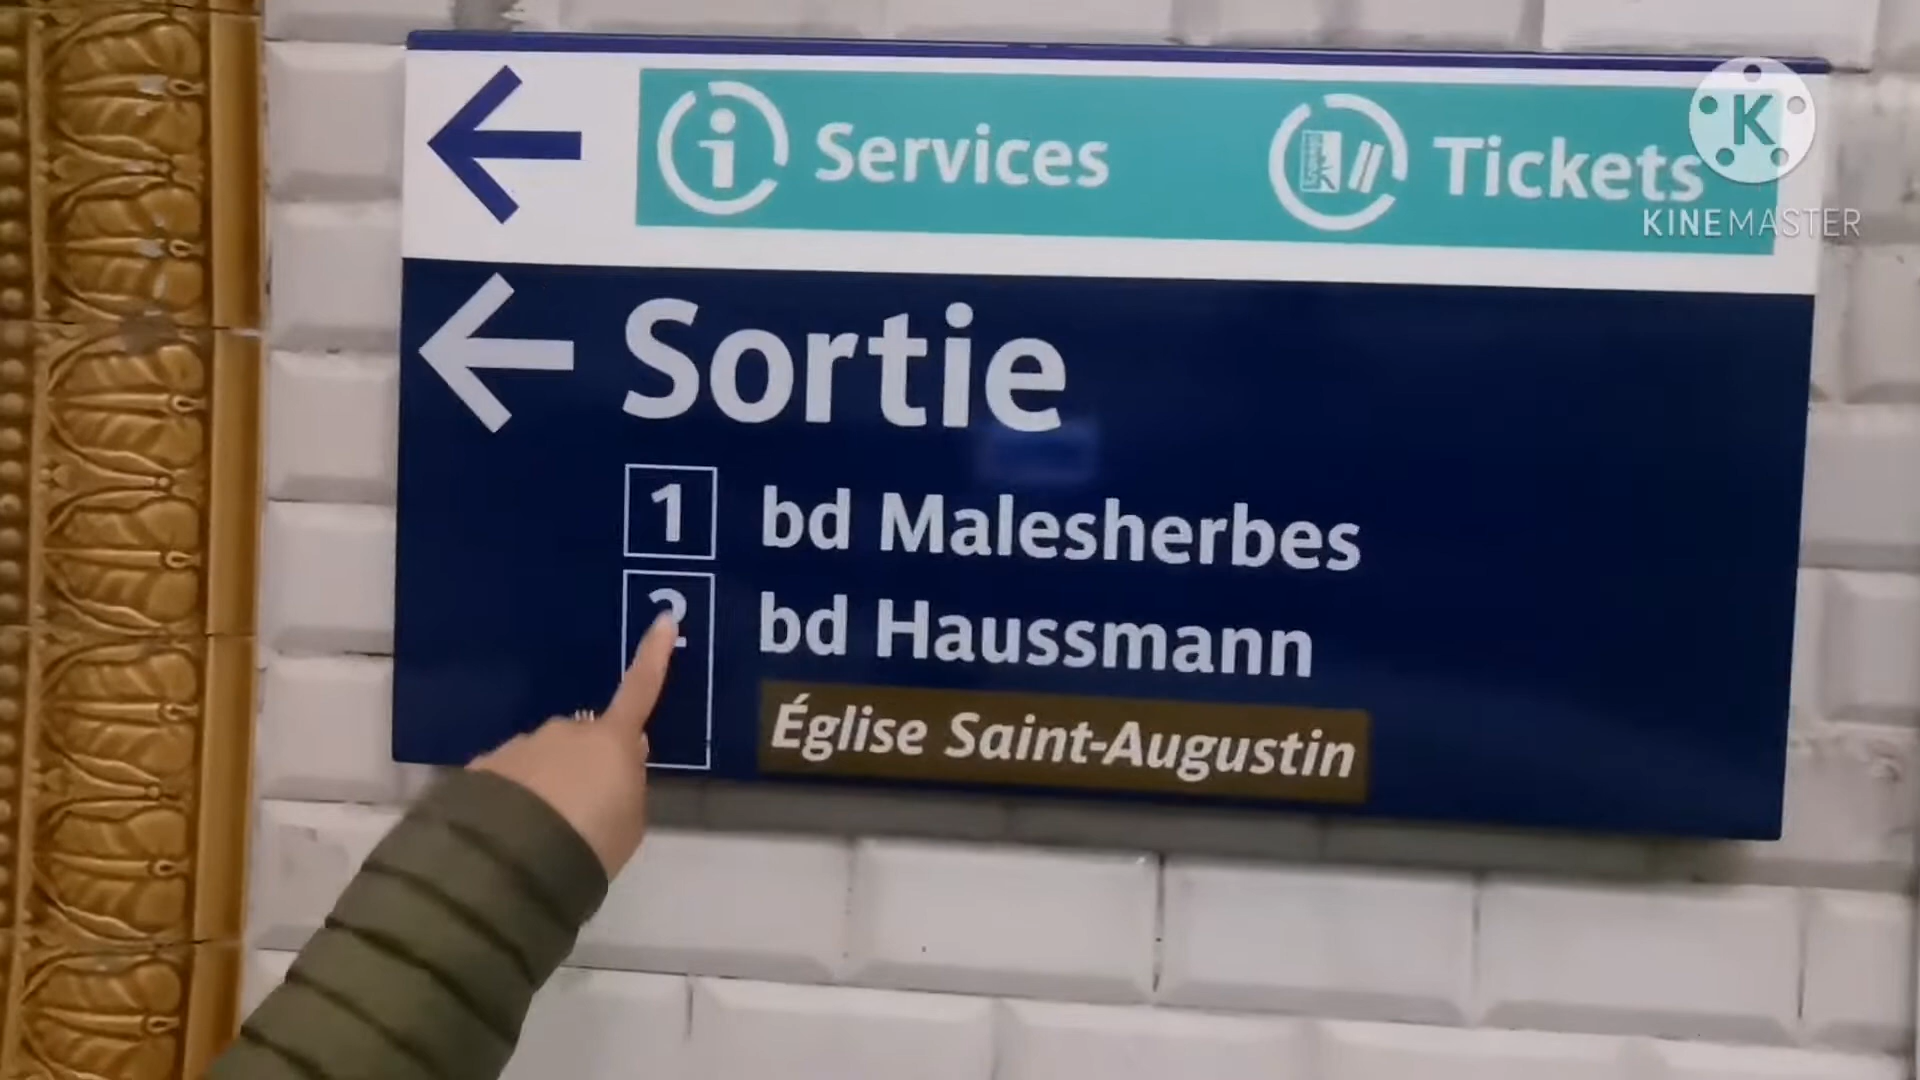 Services Tickets
K
KINEMASTER
Sortie
1 bd Malesherbes
2 bd Haussmann
Église Saint-Augustin